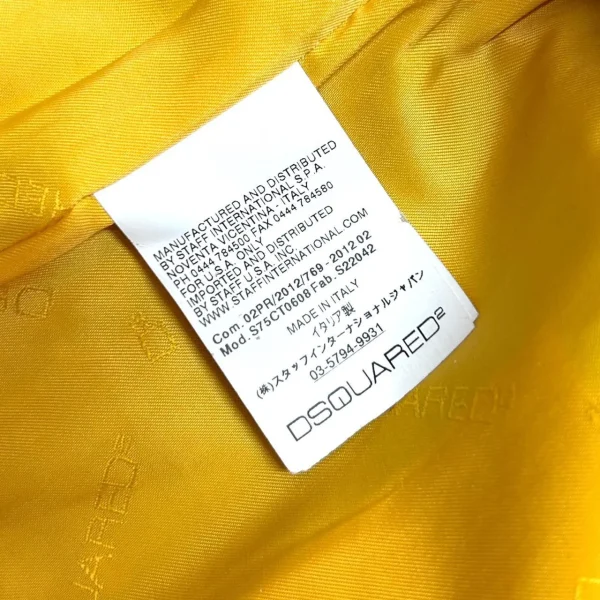 MANUFACTURED AND DISTRIBUTED
BY STAFF INTERNATIONAL S.P.A.
NOVENTA VICENTINA - ITALY
PH 0444 784500 FAX 0444 784580
FOR U.S.A. ONLY
IMPORTED AND DISTRIBUTED
BY STAFF U.S.A. INC.
WWW.STAFFINTERNATIONAL.COM
Com. 02PR/2012/769 - 2012 02
Mod. S75CT0608 Fab. S22042
MADE IN ITALY
イタリア製
(株)スタッフインターナショナルジャパン
03-5794-9931
DSQUARED²
UARED²
ARED²